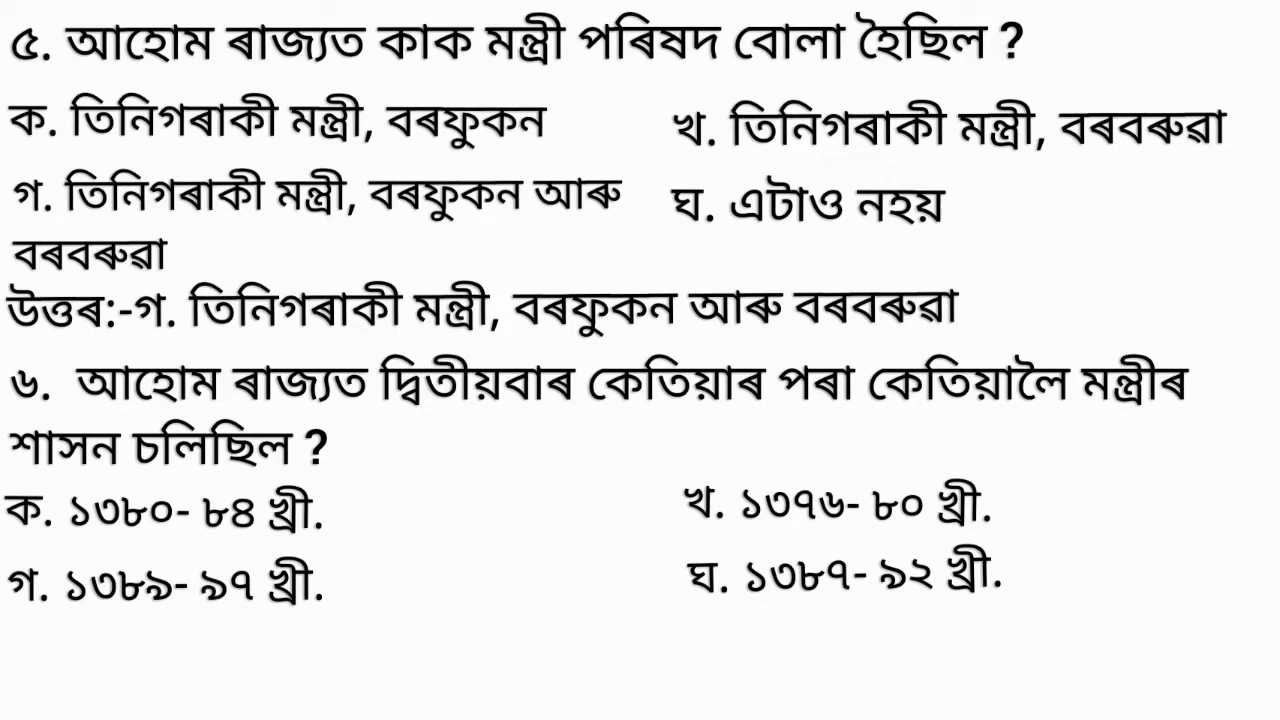 ৫. আহোম ৰাজ্যত কাক মন্ত্ৰী পৰিষদ বোলা হৈছিল ?
ক. তিনিগৰাকী মন্ত্ৰী, বৰফুকন
খ. তিনিগৰাকী মন্ত্ৰী, বৰবৰুৱা
গ. তিনিগৰাকী মন্ত্ৰী, বৰফুকন আৰু
বৰবৰুৱা
ঘ. এটাও নহয়
উত্তৰ:-গ. তিনিগৰাকী মন্ত্ৰী, বৰফুকন আৰু বৰবৰুৱা
৬. আহোম ৰাজ্যত দ্বিতীয়বাৰ কেতিয়াৰ পৰা কেতিয়ালৈ মন্ত্ৰীৰ
শাসন চলিছিল ?
ক. ১৩৮০- ৮৪ খ্ৰী.
খ. ১৩৭৬- ৮০ খ্ৰী.
গ. ১৩৮৯- ৯৭ খ্ৰী.
ঘ. ১৩৮৭- ৯২ খ্ৰী.